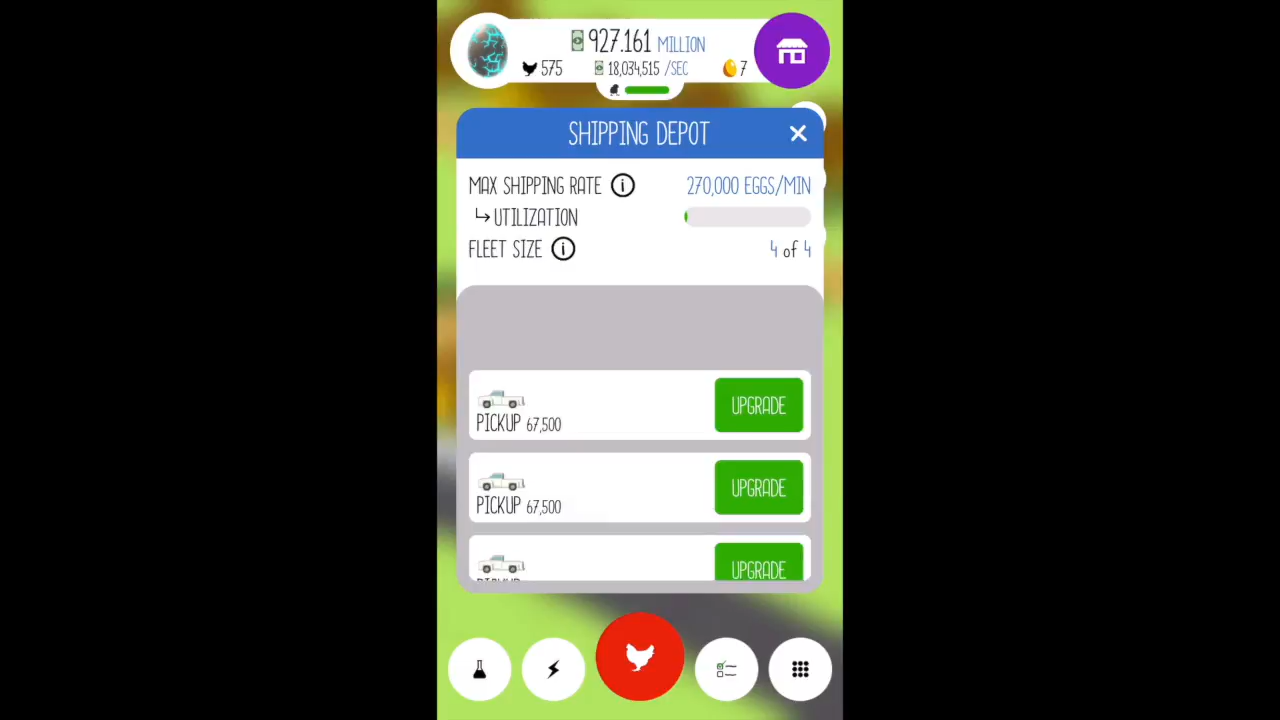 927.161 MILLION
575 18,034,515 /SEC 7
SHIPPING DEPOT
MAX SHIPPING RATE i 270,000 EGGS/MIN
UTILIZATION
FLEET SIZE i 4 of 4
PICKUP 67,500 UPGRADE
PICKUP 67,500 UPGRADE
UPGRADE